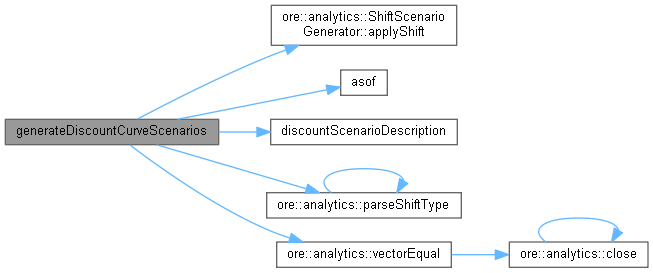 ore::analytics::ShiftScenario
Generator::applyShift
asof
generateDiscountCurveScenarios
discountScenarioDescription
ore::analytics::parseShiftType
ore::analytics::vectorEqual
ore::analytics::close